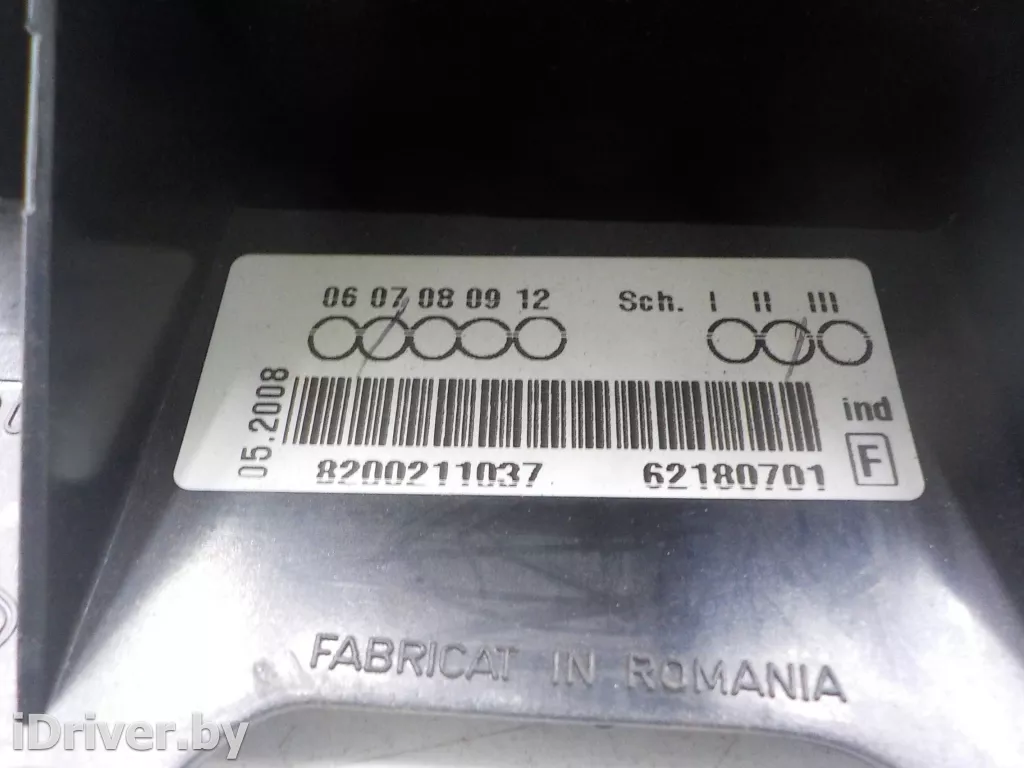 06 07 08 09 12 Sch. I II III
05.2008
ind
8200211037 62180701 F
FABRICAT IN ROMANIA
iDriver.by